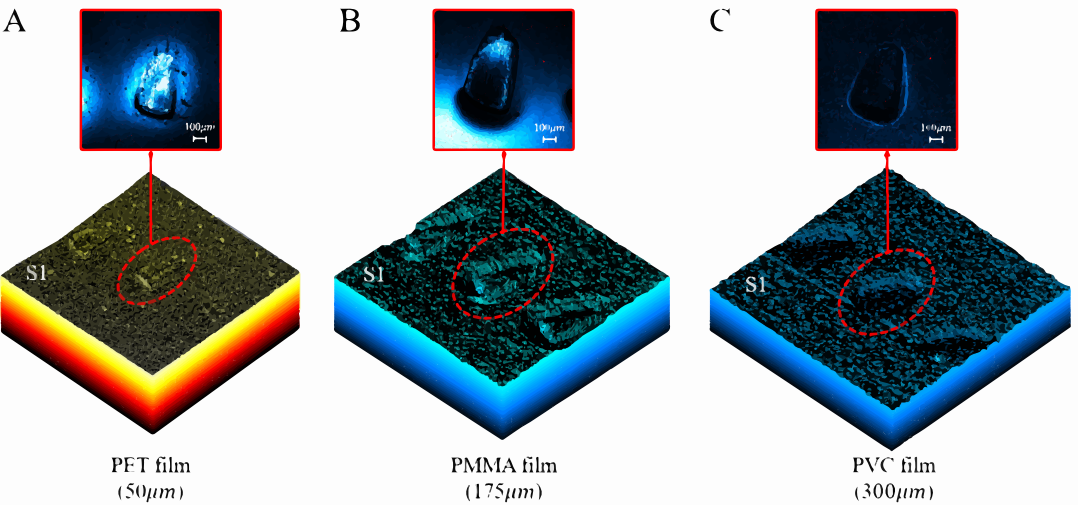 A
B
C
100μm
100μm
100μm
S1
S1
S1
PET film
(50μm)
PMMA film
(175μm)
PVC film
(300μm)